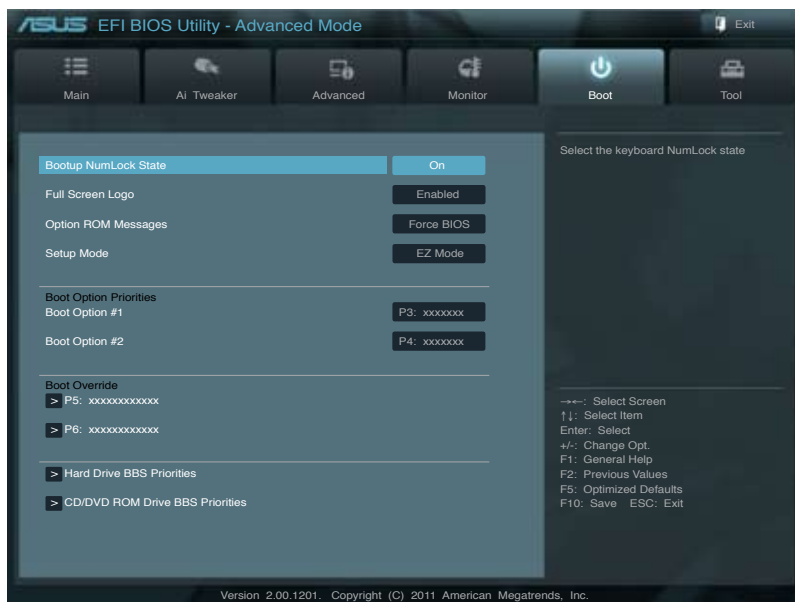 ASUS EFI BIOS Utility - Advanced Mode
Exit
Main
Ai Tweaker
Advanced
Monitor
Boot
Tool
Bootup NumLock State On
Full Screen Logo Enabled
Option ROM Messages Force BIOS
Setup Mode EZ Mode
Boot Option Priorities
Boot Option #1 P3: xxxxxxx
Boot Option #2 P4: xxxxxxx
Boot Override
> P5: xxxxxxxxxxxx
> P6: xxxxxxxxxxxx
> Hard Drive BBS Priorities
> CD/DVD ROM Drive BBS Priorities
Select the keyboard NumLock state
→←: Select Screen
↑↓: Select Item
Enter: Select
+/-: Change Opt.
F1: General Help
F2: Previous Values
F5: Optimized Defaults
F10: Save ESC: Exit
Version 2.00.1201. Copyright (C) 2011 American Megatrends, Inc.